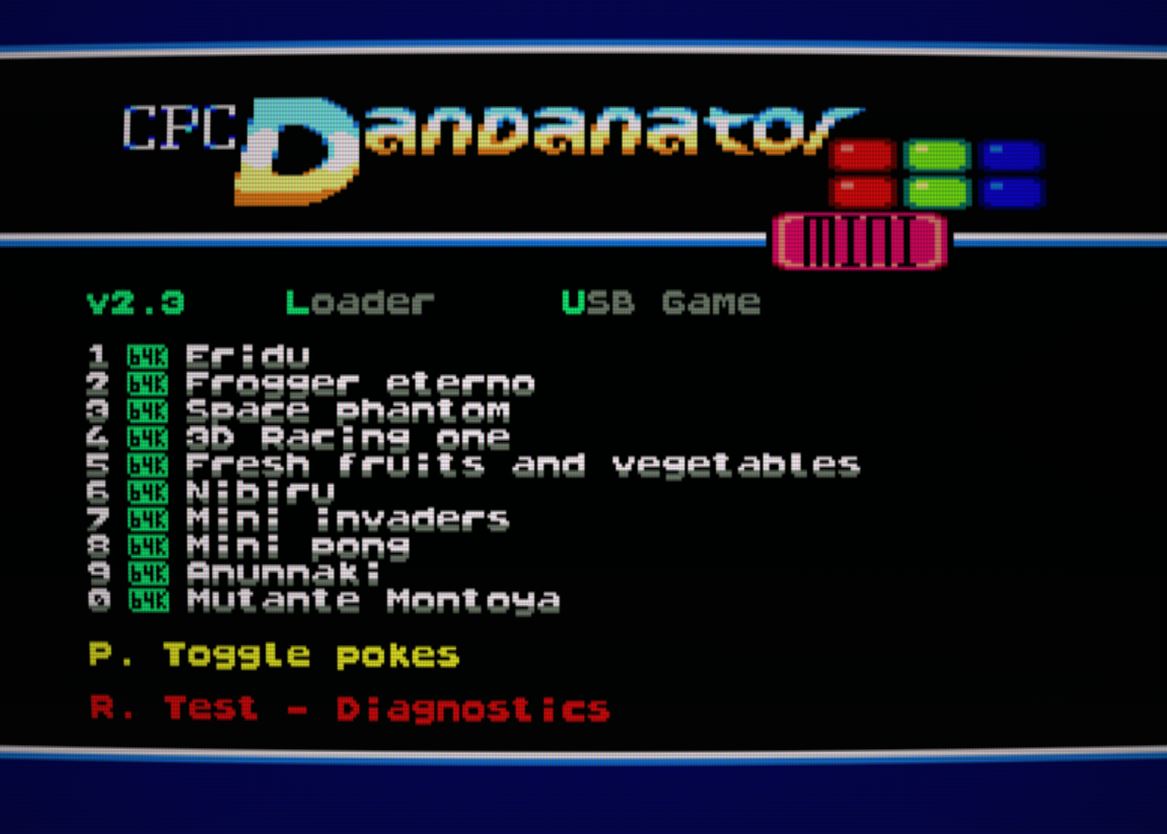 CPC Dandanator
MINI
v2.3 Loader USB Game
1 64K Eridu
2 64K Frogger eterno
3 64K Space phantom
4 64K 3D Racing one
5 64K Fresh fruits and vegetables
6 64K Nibiru
7 64K Mini invaders
8 64K Mini pong
9 64K Anunnaki
0 64K Mutante Montoya
P. Toggle pokes
R. Test - Diagnostics